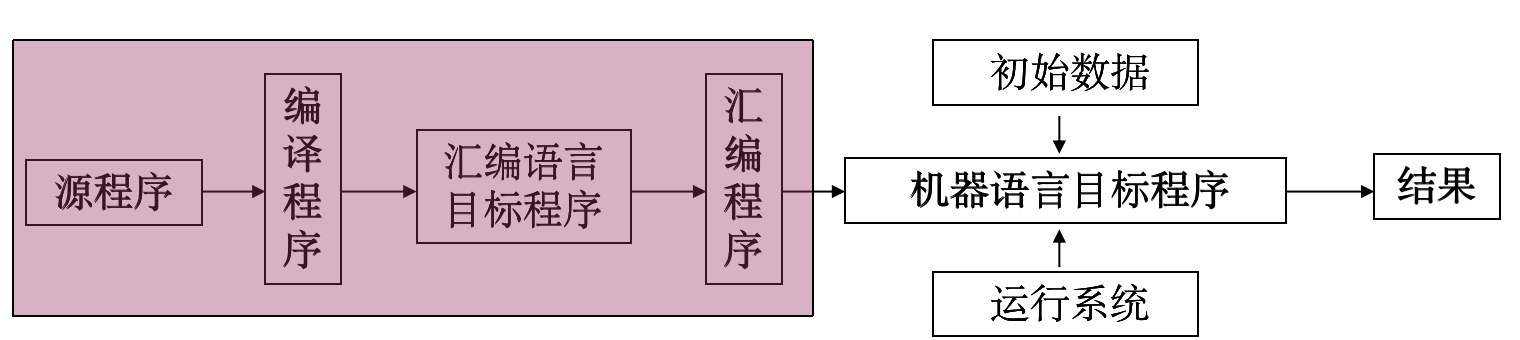 源程序
编译程序
汇编语言
目标程序
汇编程序
初始数据
机器语言目标程序
运行系统
结果